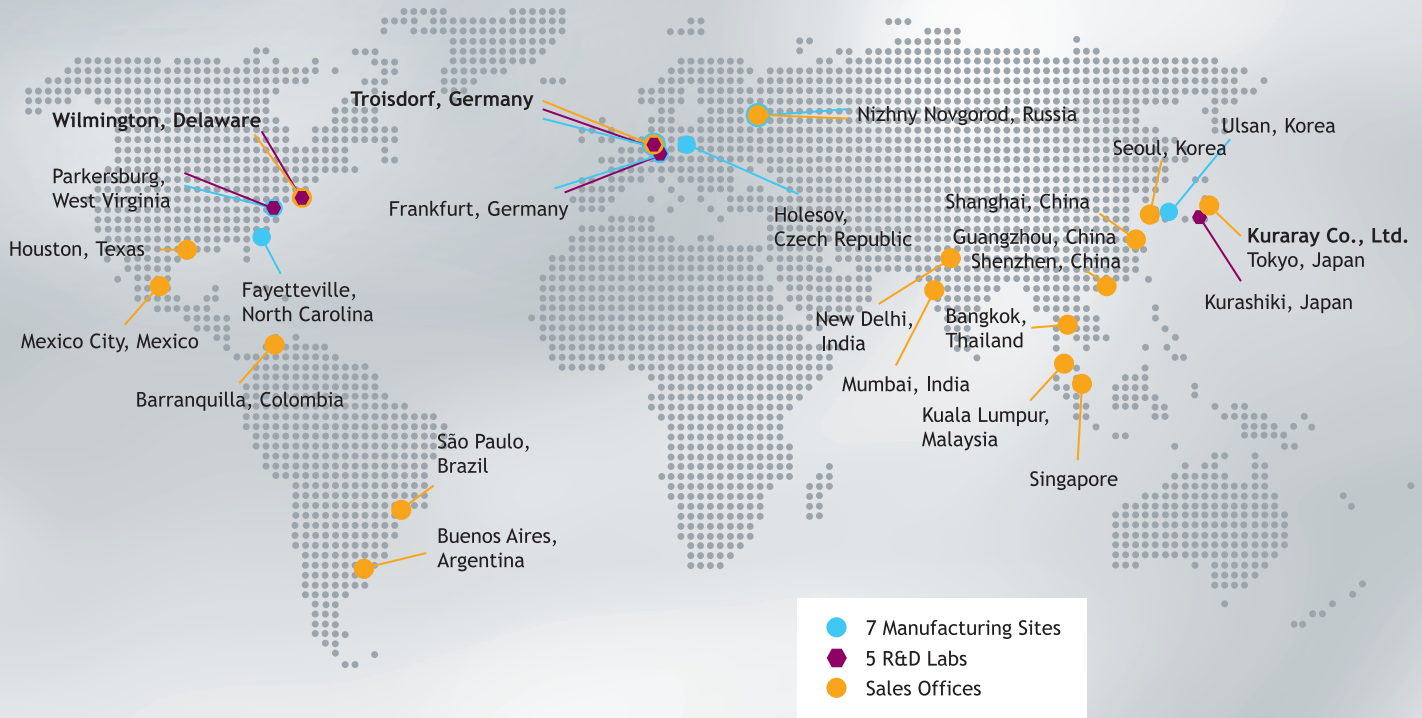 Troisdorf, Germany
Wilmington, Delaware
Nizhny Novgorod, Russia
Ulsan, Korea
Seoul, Korea
Parkersburg,
West Virginia
Frankfurt, Germany
Holesov,
Czech Republic
Shanghai, China
Guangzhou, China
Shenzhen, China
Kuraray Co., Ltd.
Tokyo, Japan
Houston, Texas
Kurashiki, Japan
Fayetteville,
North Carolina
Mexico City, Mexico
New Delhi,
India
Bangkok,
Thailand
Mumbai, India
Barranquilla, Colombia
Kuala Lumpur,
Malaysia
São Paulo,
Brazil
Singapore
Buenos Aires,
Argentina
7 Manufacturing Sites
5 R&D Labs
Sales Offices